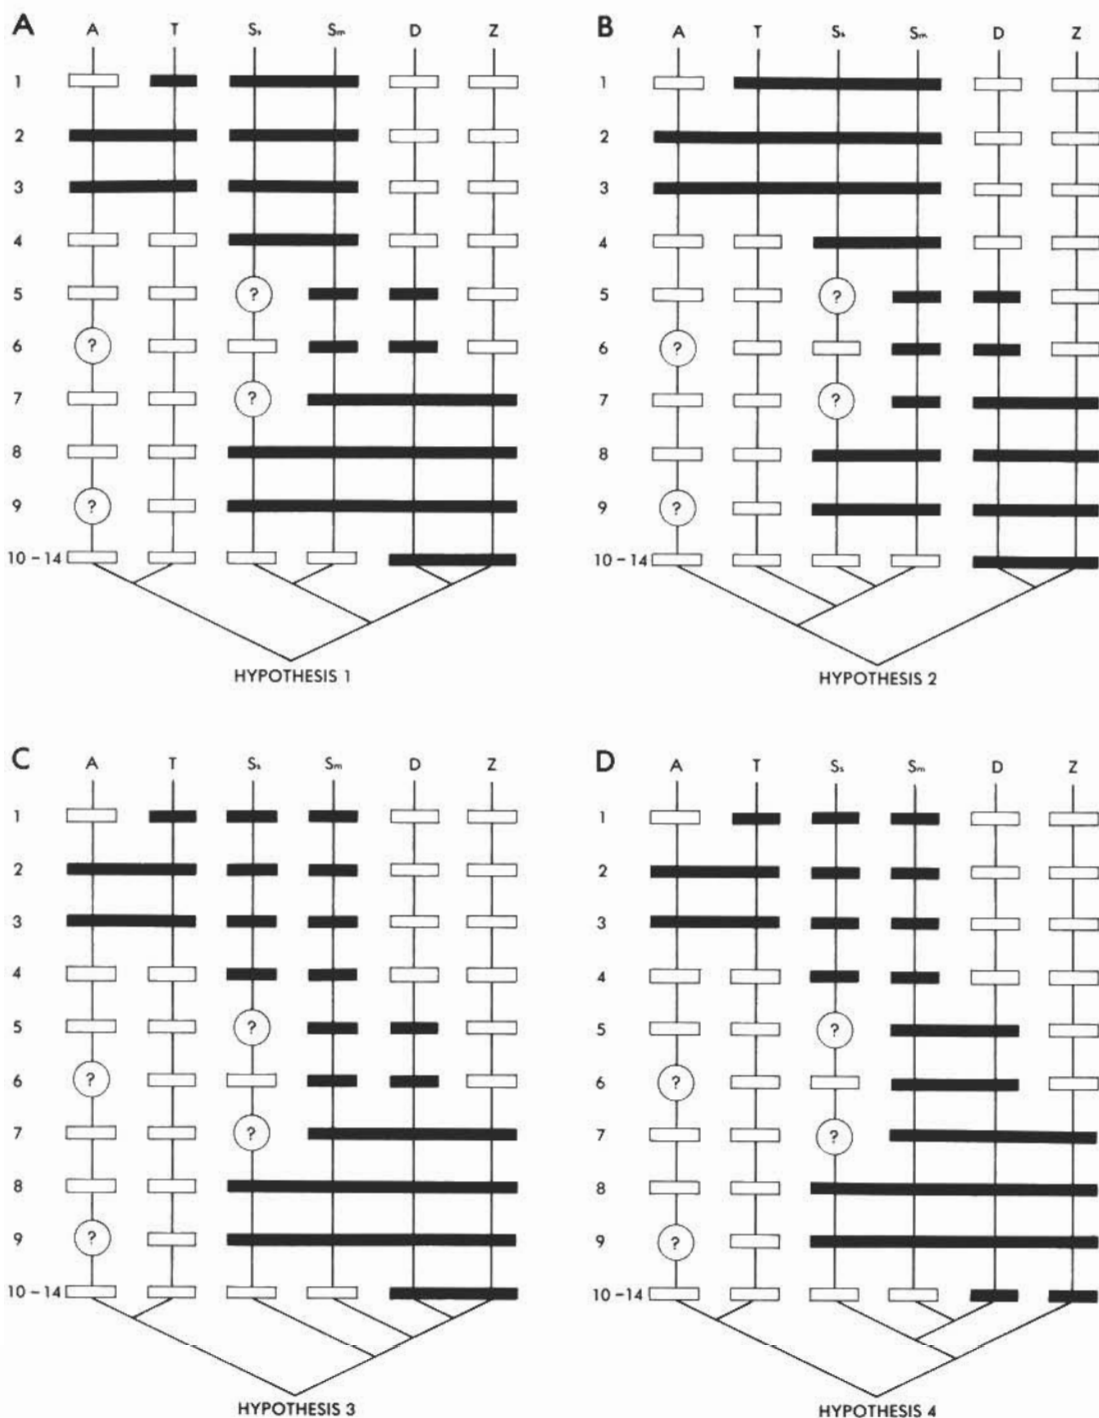 A
A T Ss Sm D Z
1
2
3
4
5 ?
6 ?
7 ?
8
9 ?
10 – 14
HYPOTHESIS 1
B
A T Ss Sm D Z
1
2
3
4
5 ?
6 ?
7 ?
8
9 ?
10 – 14
HYPOTHESIS 2
C
A T Ss Sm D Z
1
2
3
4
5 ?
6 ?
7 ?
8
9 ?
10 – 14
HYPOTHESIS 3
D
A T Ss Sm D Z
1
2
3
4
5 ?
6 ?
7 ?
8
9 ?
10 – 14
HYPOTHESIS 4